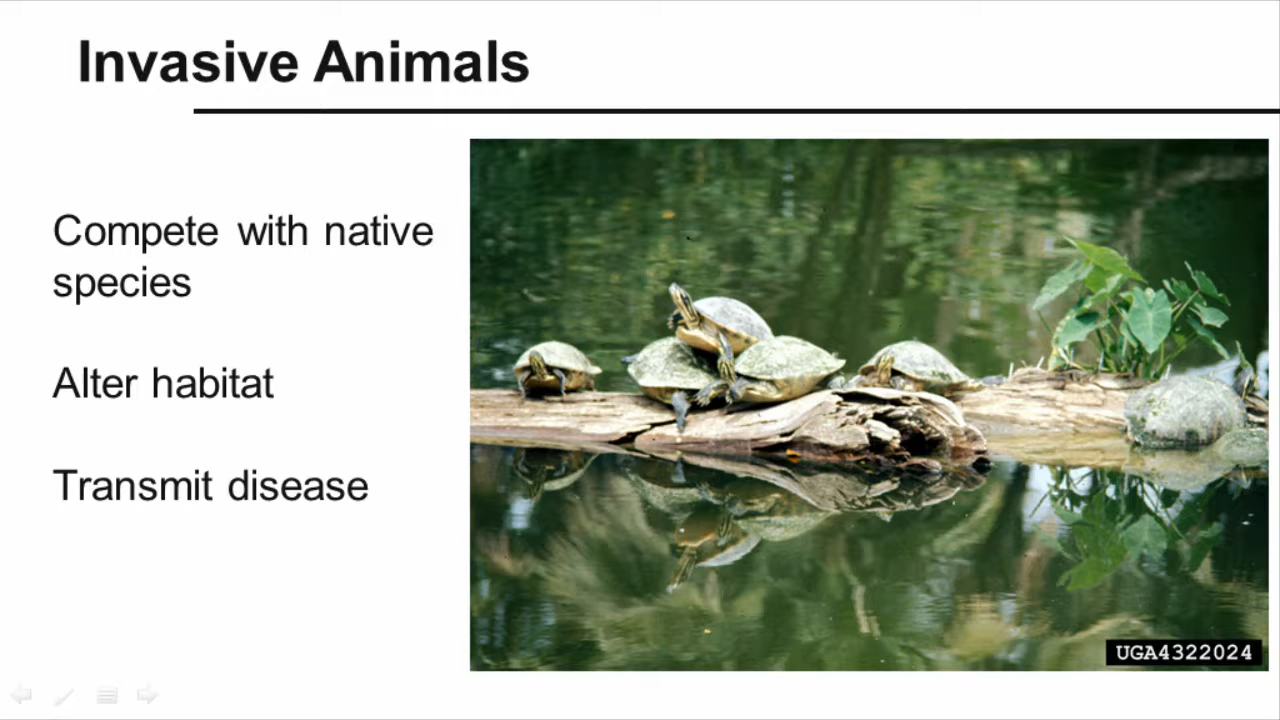 Invasive Animals
Compete with native
species
Alter habitat
Transmit disease
UGA4322024